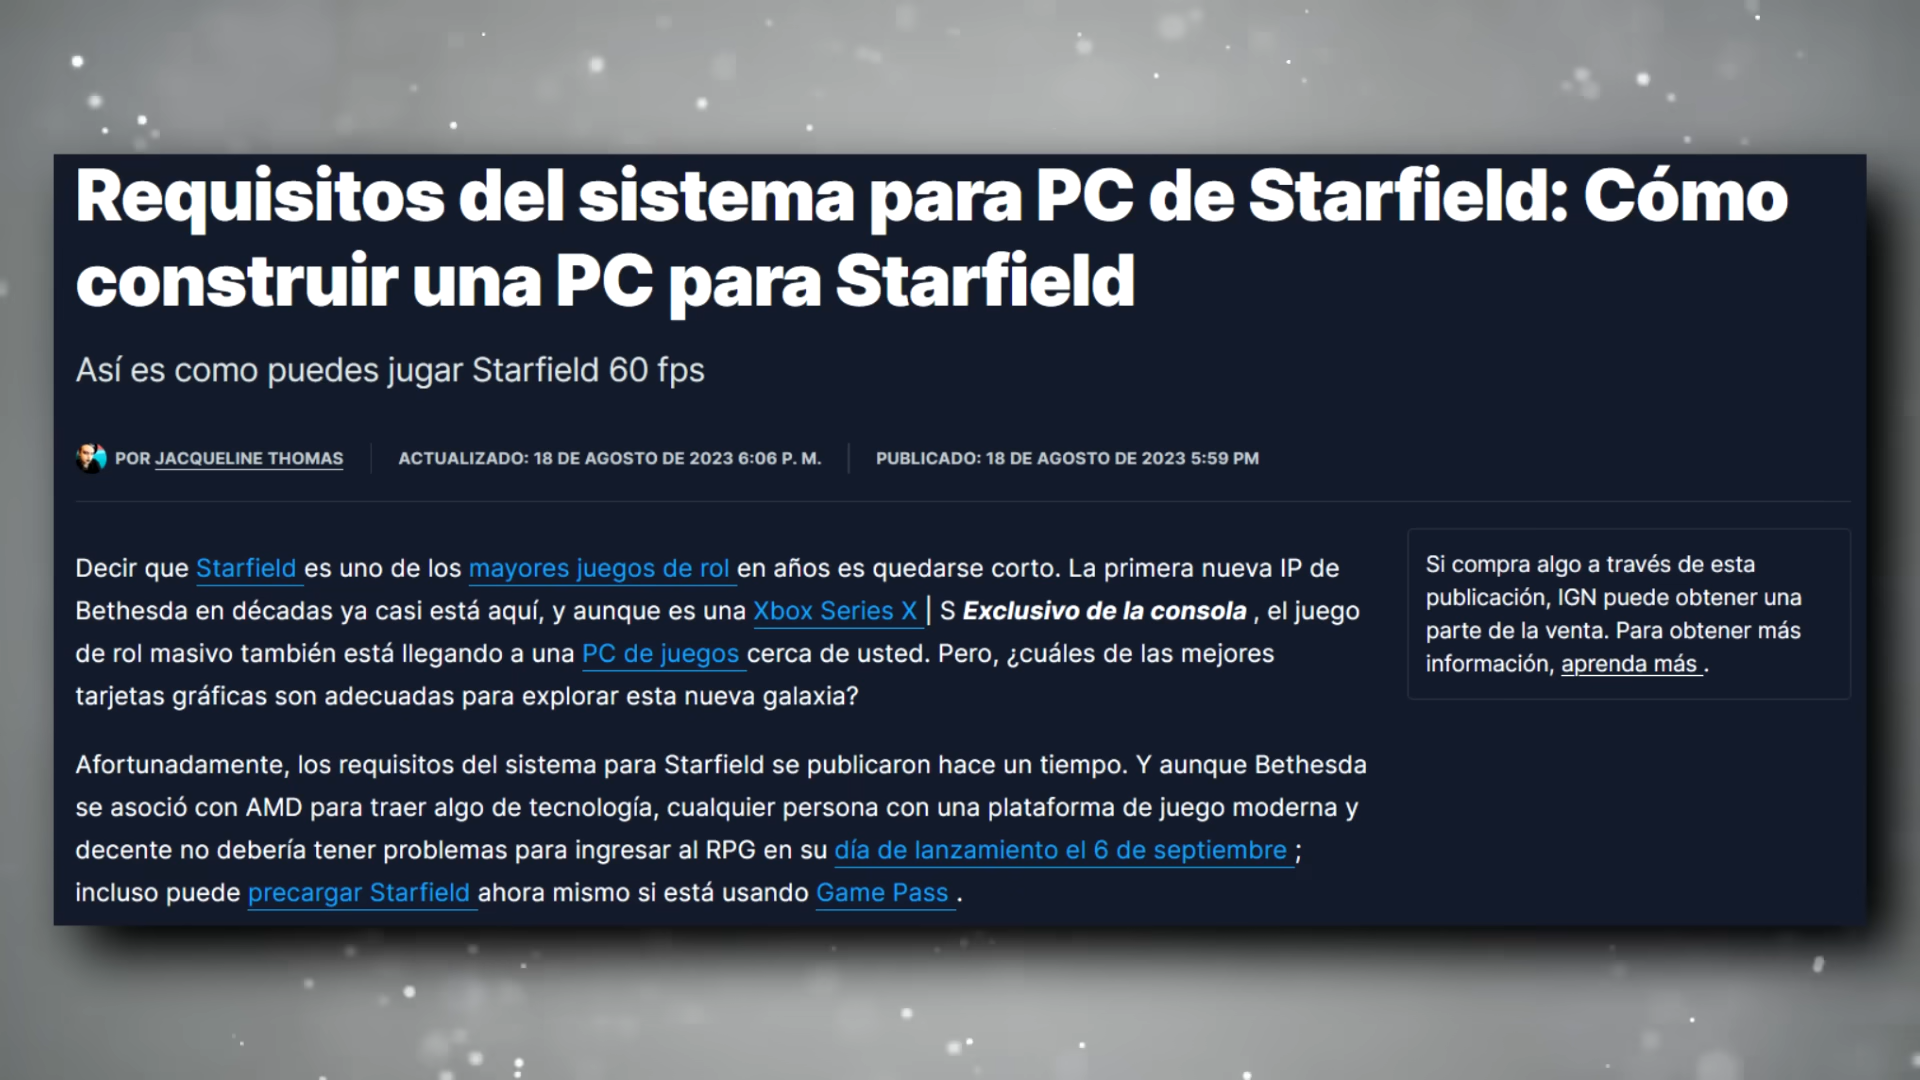 Requisitos del sistema para PC de Starfield: Cómo
construir una PC para Starfield
Así es como puedes jugar Starfield 60 fps
POR JACQUELINE THOMAS
ACTUALIZADO: 18 DE AGOSTO DE 2023 6:06 P. M.
PUBLICADO: 18 DE AGOSTO DE 2023 5:59 PM
Decir que Starfield es uno de los mayores juegos de rol en años es quedarse corto. La primera nueva IP de
Bethesda en décadas ya casi está aquí, y aunque es una Xbox Series X | S Exclusivo de la consola , el juego
de rol masivo también está llegando a una PC de juegos cerca de usted. Pero, ¿cuáles de las mejores
tarjetas gráficas son adecuadas para explorar esta nueva galaxia?
Afortunadamente, los requisitos del sistema para Starfield se publicaron hace un tiempo. Y aunque Bethesda
se asoció con AMD para traer algo de tecnología, cualquier persona con una plataforma de juego moderna y
decente no debería tener problemas para ingresar al RPG en su día de lanzamiento el 6 de septiembre ;
incluso puede precargar Starfield ahora mismo si está usando Game Pass .
Si compra algo a través de esta
publicación, IGN puede obtener una
parte de la venta. Para obtener más
información, aprenda más .